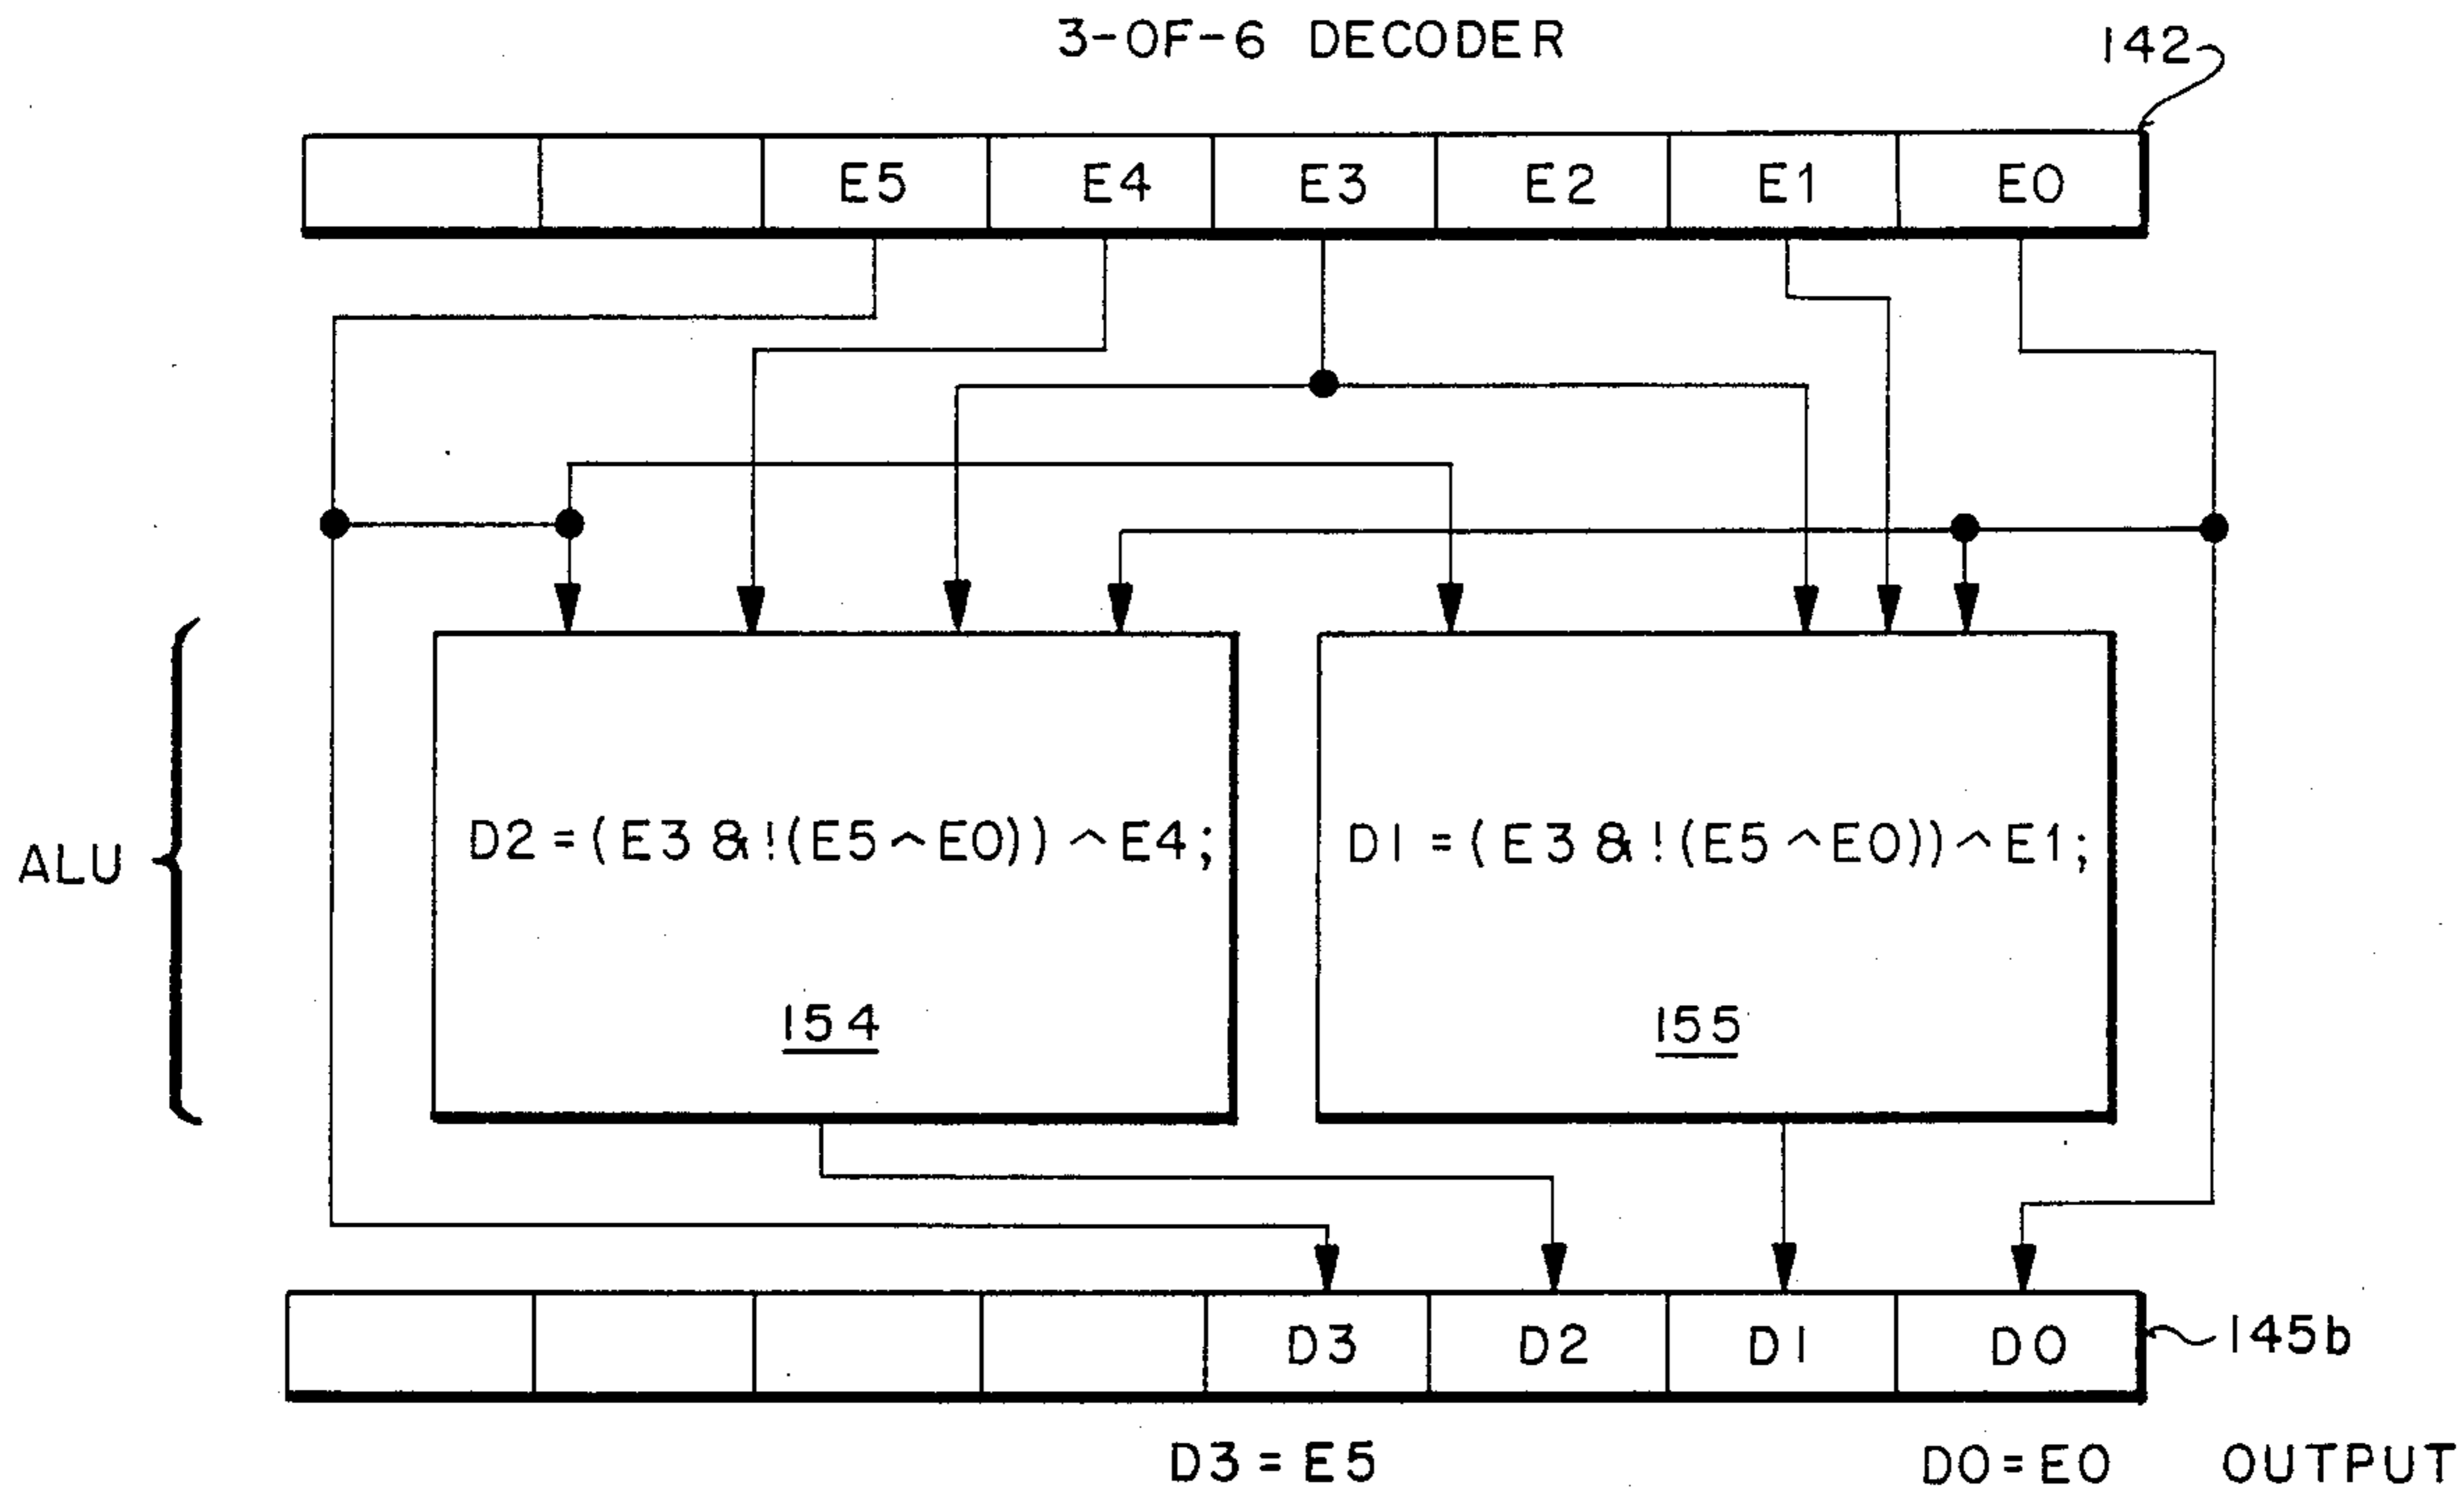 3-OF-6 DECODER
142
E5 E4 E3 E2 E1 E0
ALU
D2=(E3 & !(E5^E0))^E4;
154
D1=(E3 & !(E5^E0))^E1;
155
D3 D2 D1 D0
145b
D3=E5
D0=E0
OUTPUT